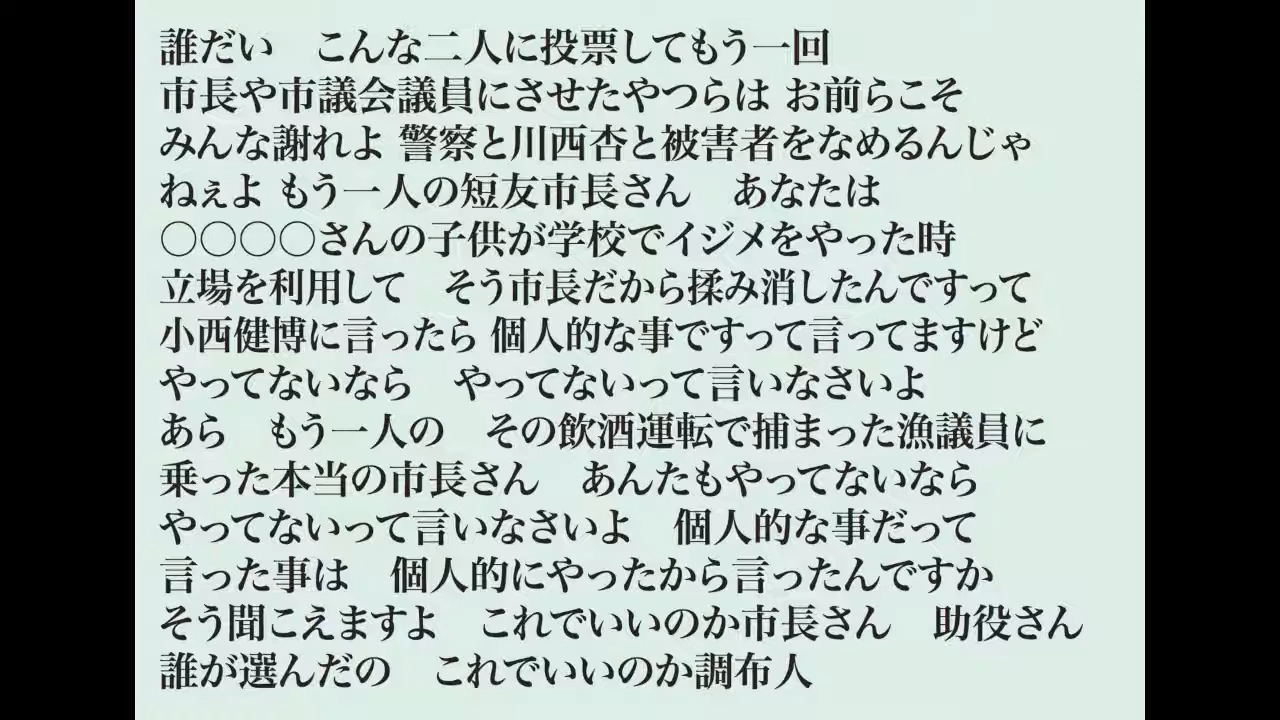 誰だい　こんな二人に投票してもう一回
市長や市議会議員にさせたやつらは お前らこそ
みんな謝れよ 警察と川西杏と被害者をなめるんじゃ
ねぇよ もう一人の短友市長さん　あなたは
○○○○さんの子供が学校でイジメをやった時
立場を利用して　そう市長だから揉み消したんですって
小西健博に言ったら 個人的な事ですって言ってますけど
やってないなら　やってないって言いなさいよ
あら　もう一人の　その飲酒運転で捕まった漁議員に
乗った本当の市長さん　あんたもやってないなら
やってないって言いなさいよ　個人的な事だって
言った事は　個人的にやったから言ったんですか
そう聞こえますよ　これでいいのか市長さん　助役さん
誰が選んだの　これでいいのか調布人